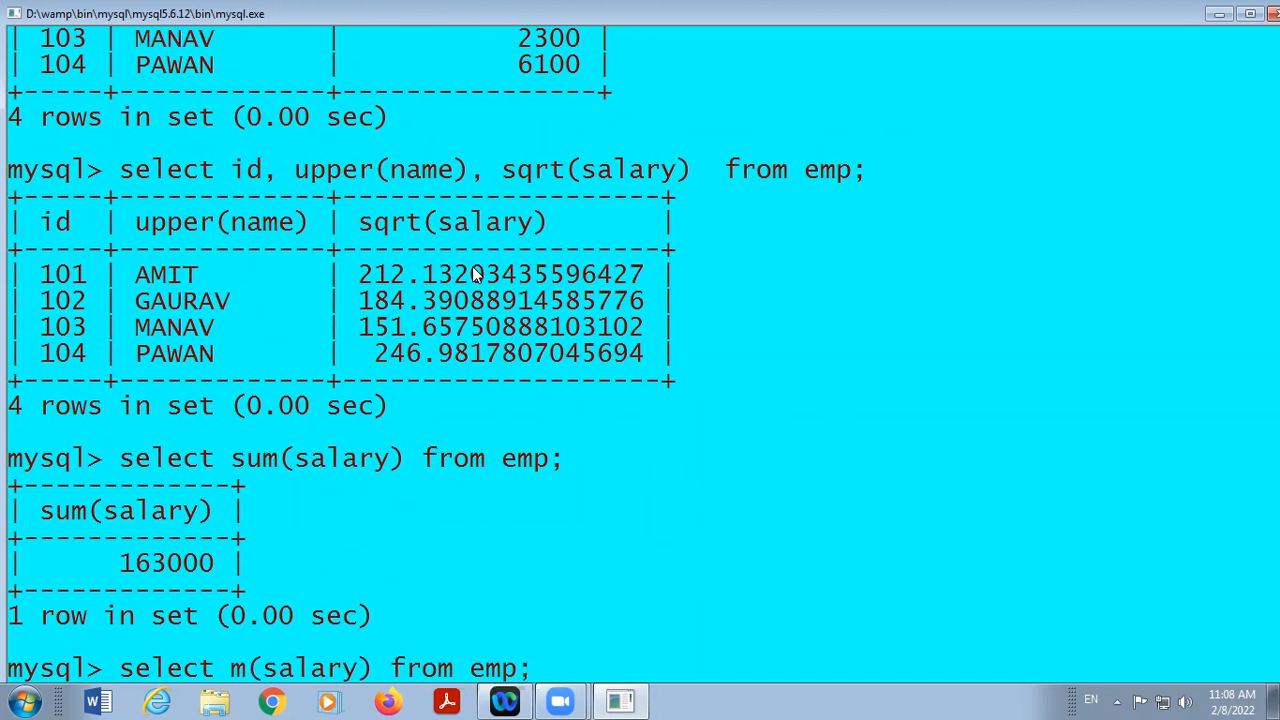 D:\wamp\bin\mysql\mysql5.6.12\bin\mysql.exe
| 103 | MANAV       |           2300 |
| 104 | PAWAN       |           6100 |
+-----+-------------+----------------+
4 rows in set (0.00 sec)
mysql> select id, upper(name), sqrt(salary)  from emp;
+-----+-------------+--------------------+
| id  | upper(name) | sqrt(salary)       |
+-----+-------------+--------------------+
| 101 | AMIT        | 212.13203435596427 |
| 102 | GAURAV      | 184.39088914585776 |
| 103 | MANAV       | 151.65750888103102 |
| 104 | PAWAN       |  246.9817807045694 |
+-----+-------------+--------------------+
4 rows in set (0.00 sec)
mysql> select sum(salary) from emp;
+-------------+
| sum(salary) |
+-------------+
|      163000 |
+-------------+
1 row in set (0.00 sec)
mysql> select m(salary) from emp;
EN
11:08 AM
2/8/2022